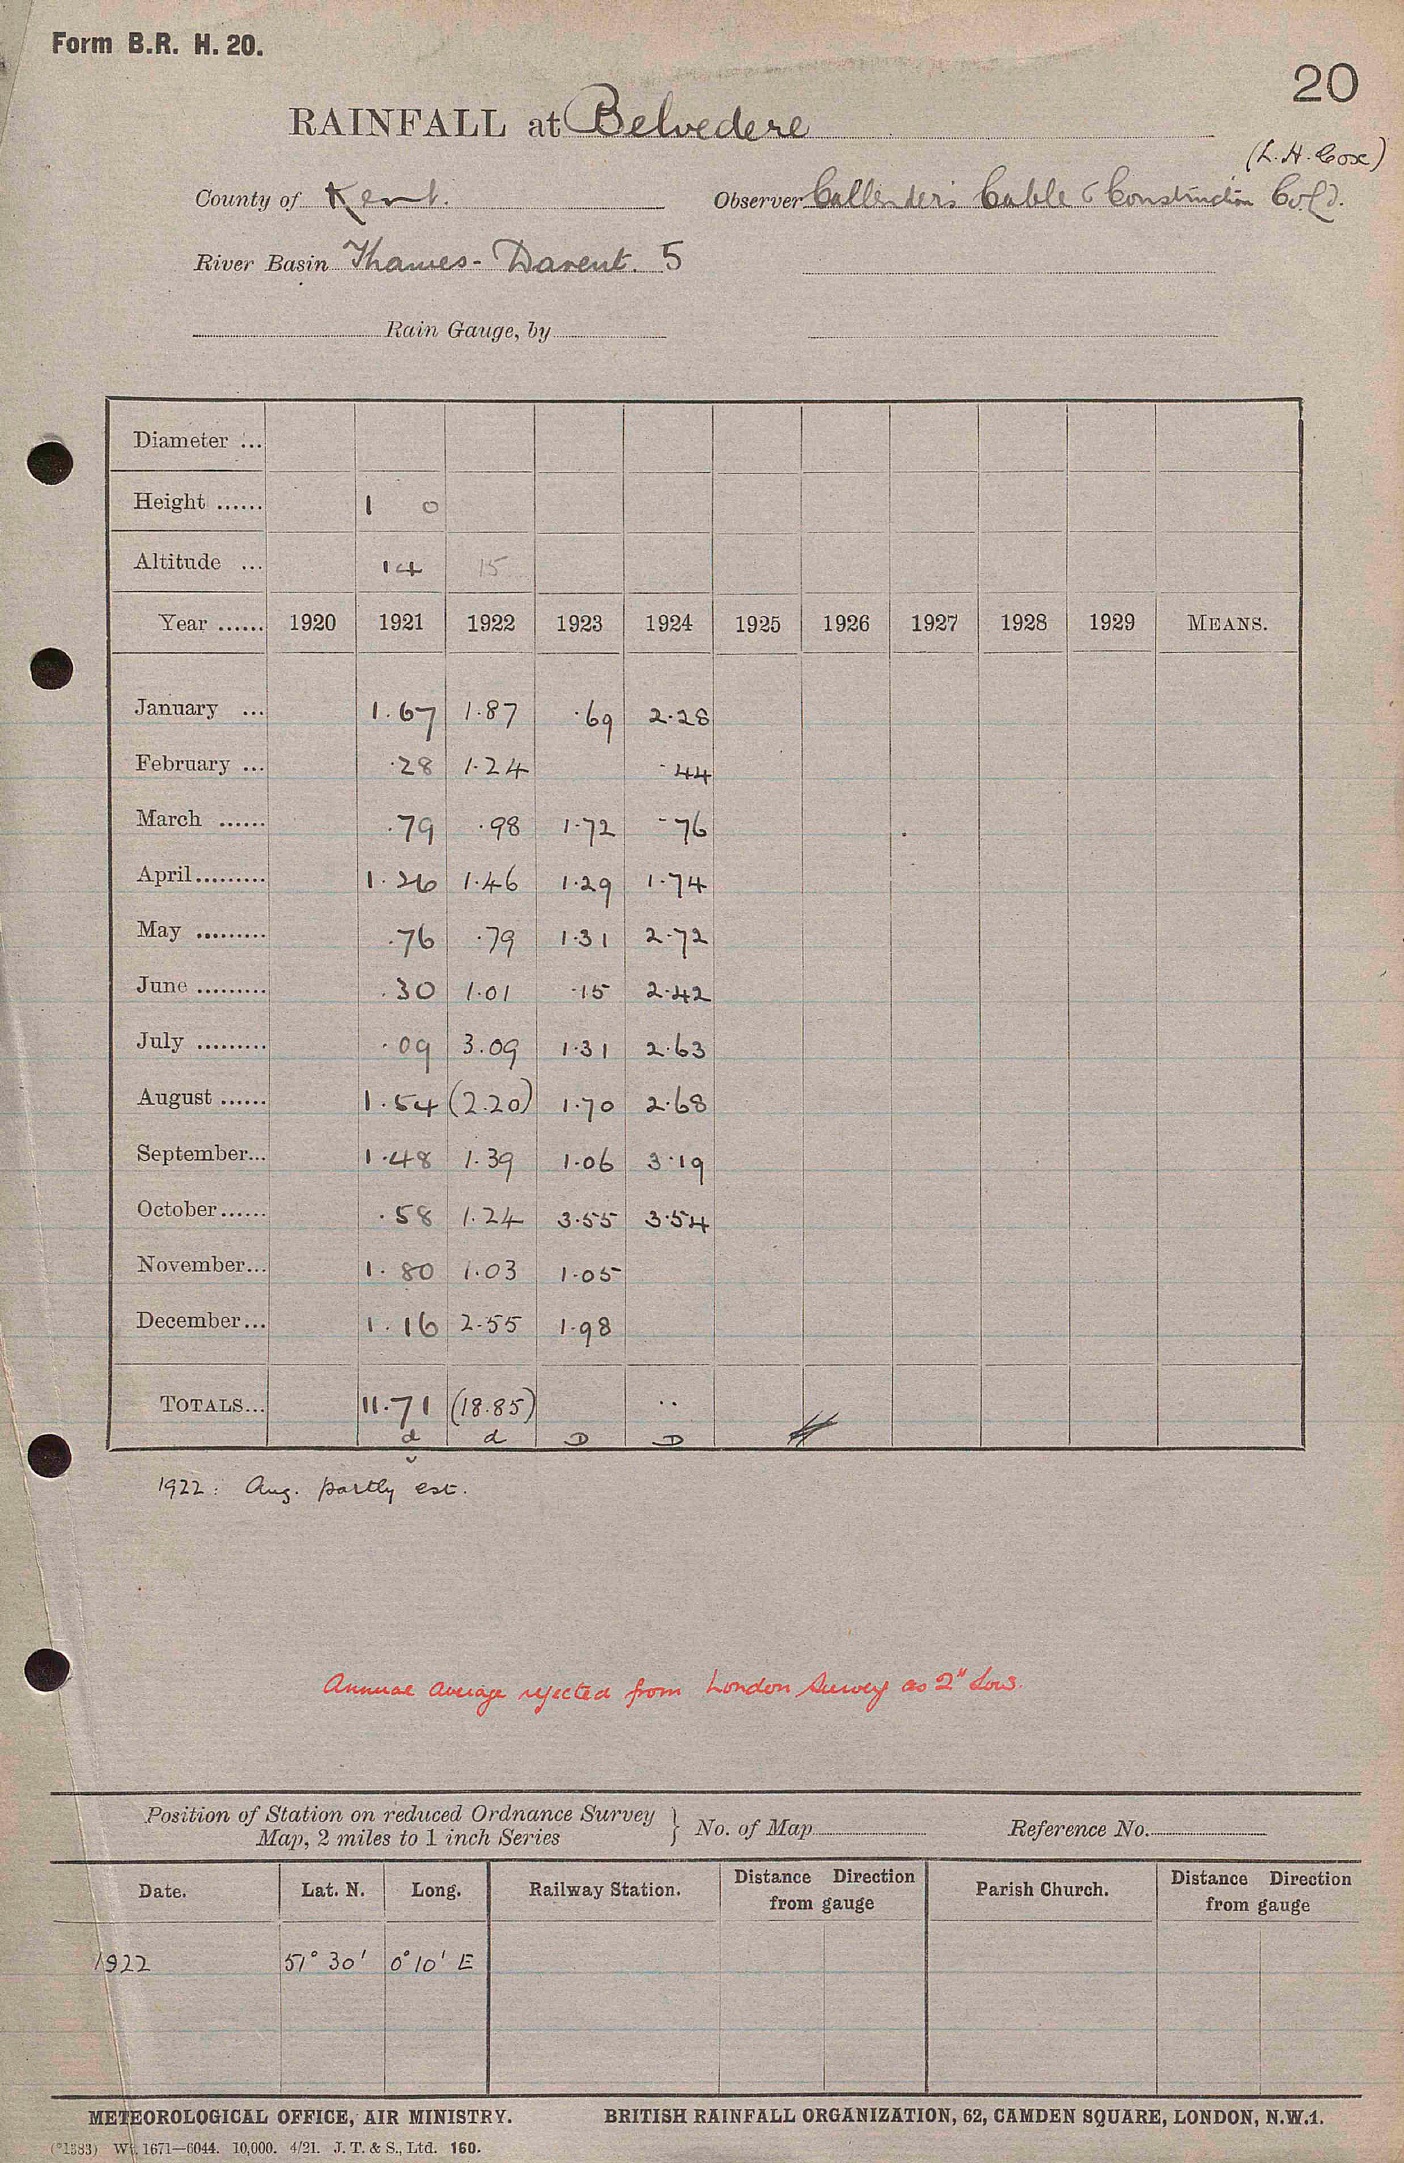 Form B.R. H. 20.
20
RAINFALL at Belvedere
(L. H. Cox)
County of Kent. Observer Callender's Cable & Construction Co. Ld.
River Basin Thames - Darent. 5
Rain Gauge, by
Diameter ...
Height ...... 1 0
Altitude ... 14 15
Year ...... 1920 1921 1922 1923 1924 1925 1926 1927 1928 1929 MEANS.
January ... 1.67 1.87 .69 2.28
February ... .28 1.24 .44
March ...... .79 .98 1.72 .76
April......... 1.26 1.46 1.29 1.74
May ......... .76 .79 1.31 2.72
June ......... .30 1.01 .15 2.42
July ......... .09 3.09 1.31 2.63
August ...... 1.54 (2.20) 1.70 2.68
September... 1.48 1.39 1.06 3.19
October...... .58 1.24 3.55 3.54
November... 1.80 1.03 1.05
December... 1.16 2.55 1.98
TOTALS... 11.71 (18.85) ..
d d D D
1922: Aug. partly est.
Annual average rejected from London Survey as 2" low.
Position of Station on reduced Ordnance Survey
Map, 2 miles to 1 inch Series } No. of Map Reference No.
Date. Lat. N. Long. Railway Station. Distance Direction from gauge Parish Church. Distance Direction from gauge
1922 51° 30' 0° 10' E
METEOROLOGICAL OFFICE, AIR MINISTRY. BRITISH RAINFALL ORGANIZATION, 62, CAMDEN SQUARE, LONDON, N.W.1.
(*1383) Wt. 1671—6044. 10,000. 4/21. J. T. & S., Ltd. 160.